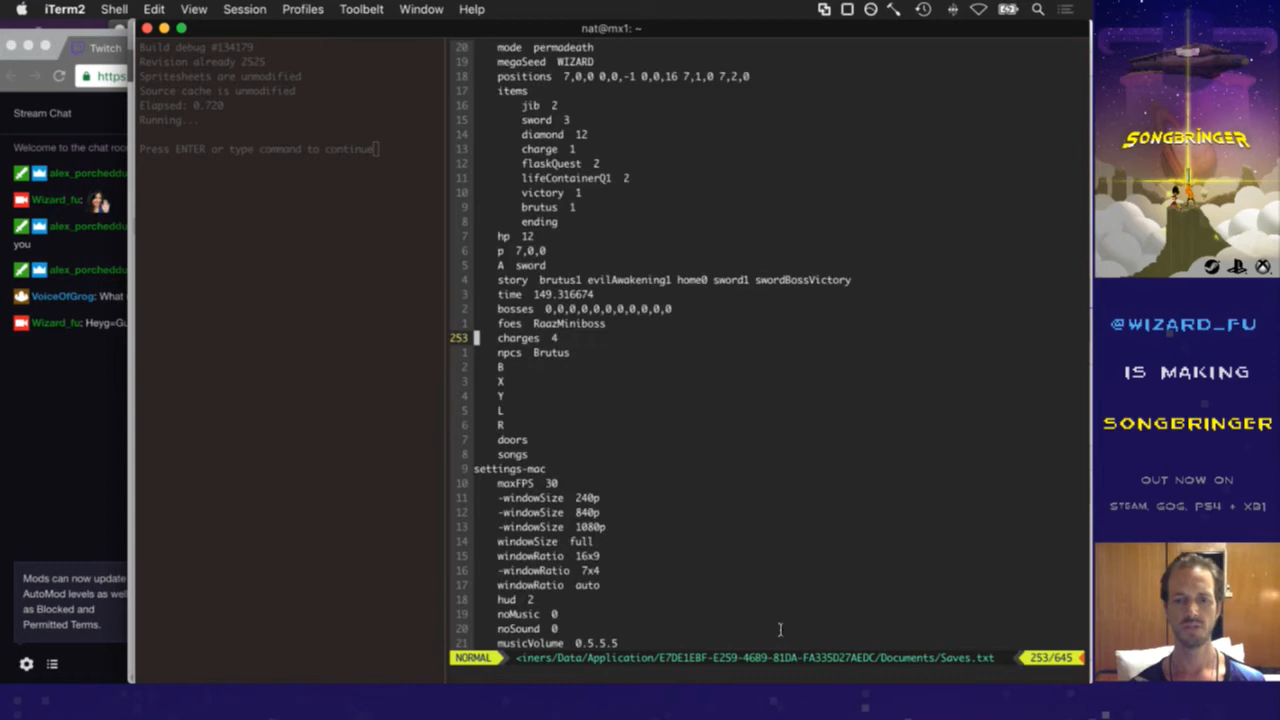 iTerm2 Shell Edit View Session Profiles Toolbelt Window Help
nat@mx1: ~
Twitch
https
Stream Chat
Welcome to the chat roo
alex_porcheddu
Wizard_fu:
alex_porcheddu
you
alex_porcheddu
VoiceOfGrog: What
Wizard_fu: Heyg=Gu
Mods can now update
AutoMod levels as well
as Blocked and
Permitted Terms.
Build debug #134179
Revision already 2525
Spritesheets are unmodified
Source cache is unmodified
Elapsed: 0.720
Running...
Press ENTER or type command to continue
20 mode permadeath
19 megaSeed WIZARD
18 positions 7,0,0 0,0,-1 0,0,16 7,1,0 7,2,0
17 items
16 jib 2
15 sword 3
14 diamond 12
13 charge 1
12 flaskQuest 2
11 lifeContainerQ1 2
10 victory 1
9 brutus 1
8 ending
7 hp 12
6 p 7,0,0
5 A sword
4 story brutus1 evilAwakening1 home0 sword1 swordBossVictory
3 time 149.316674
2 bosses 0,0,0,0,0,0,0,0,0,0,0
1 foes RaazMiniboss
253 charges 4
1 npcs Brutus
2 B
3 X
4 Y
5 L
6 R
7 doors
8 songs
9 settings-mac
10 maxFPS 30
11 -windowSize 240p
12 -windowSize 840p
13 -windowSize 1080p
14 windowSize full
15 windowRatio 16x9
16 -windowRatio 7x4
17 windowRatio auto
18 hud 2
19 noMusic 0
20 noSound 0
21 musicVolume 0.5.5.5
NORMAL <iners/Data/Application/E7DE1EBF-E259-4689-81DA-FA335D27AEDC/Documents/Saves.txt 253/645
SONGBRINGER
@WIZARD_FU
IS MAKING
SONGBRINGER
OUT NOW ON
STEAM, GOG, PS4 + XB1